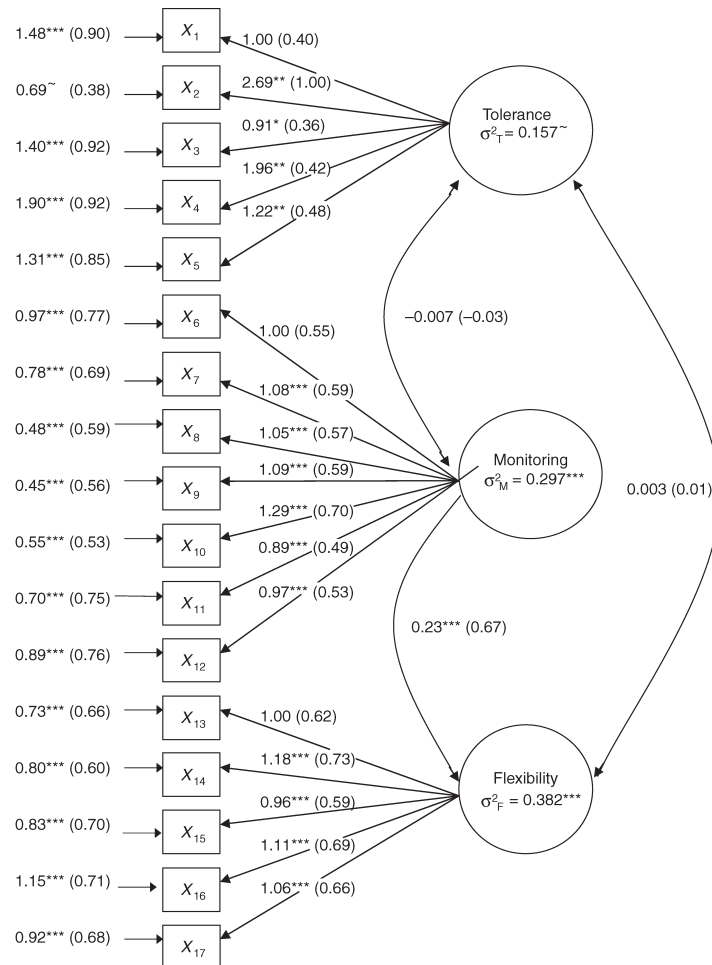 1.48*** (0.90)
X1
1.00 (0.40)
0.69~ (0.38)
X2
2.69** (1.00)
Tolerance
σ²T = 0.157~
1.40*** (0.92)
X3
0.91* (0.36)
1.90*** (0.92)
X4
1.96** (0.42)
1.31*** (0.85)
X5
1.22** (0.48)
0.97*** (0.77)
X6
1.00 (0.55)
–0.007 (–0.03)
0.78*** (0.69)
X7
1.08*** (0.59)
0.48*** (0.59)
X8
1.05*** (0.57)
Monitoring
σ²M = 0.297***
0.45*** (0.56)
X9
1.09*** (0.59)
0.003 (0.01)
0.55*** (0.53)
X10
1.29*** (0.70)
0.70*** (0.75)
X11
0.89*** (0.49)
0.89*** (0.76)
X12
0.97*** (0.53)
0.23*** (0.67)
0.73*** (0.66)
X13
1.00 (0.62)
0.80*** (0.60)
X14
1.18*** (0.73)
Flexibility
σ²F = 0.382***
0.83*** (0.70)
X15
0.96*** (0.59)
1.15*** (0.71)
X16
1.11*** (0.69)
0.92*** (0.68)
X17
1.06*** (0.66)